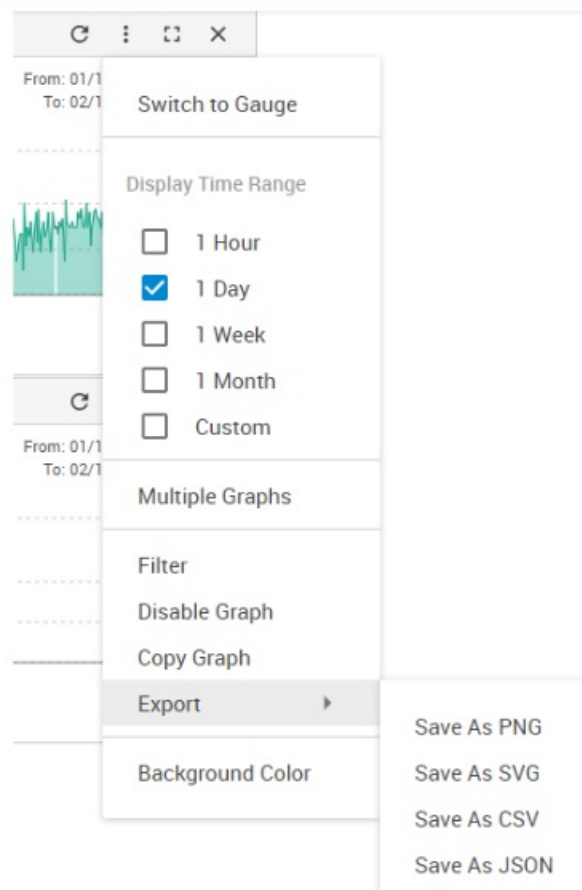 From: 01/1
To: 02/1
Switch to Gauge
Display Time Range
1 Hour
1 Day
1 Week
1 Month
Custom
From: 01/1
To: 02/1
Multiple Graphs
Filter
Disable Graph
Copy Graph
Export
Save As PNG
Save As SVG
Save As CSV
Save As JSON
Background Color